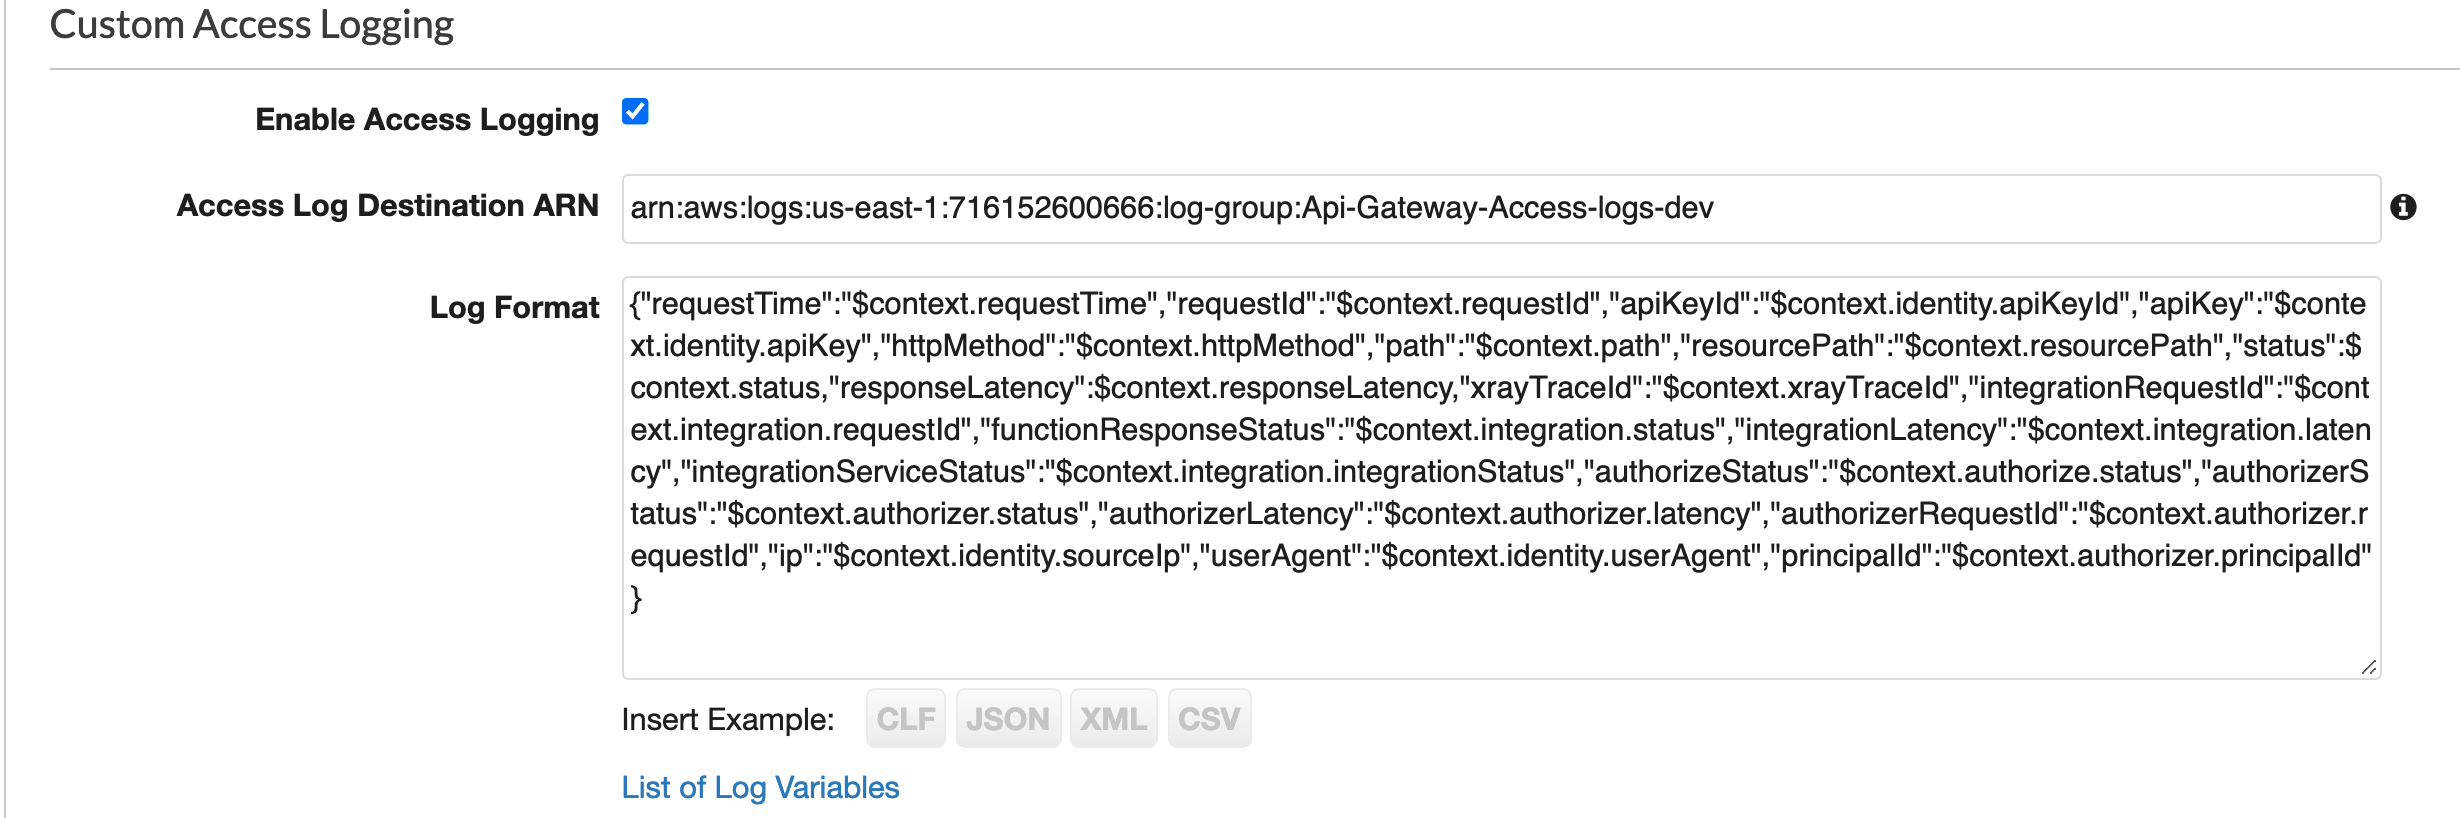 Custom Access Logging
Enable Access Logging
Access Log Destination ARN
arn:aws:logs:us-east-1:716152600666:log-group:Api-Gateway-Access-logs-dev
Log Format
{"requestTime":"$context.requestTime","requestId":"$context.requestId","apiKeyId":"$context.identity.apiKeyId","apiKey":"$conte
xt.identity.apiKey","httpMethod":"$context.httpMethod","path":"$context.path","resourcePath":"$context.resourcePath","status":$
context.status,"responseLatency":$context.responseLatency,"xrayTraceId":"$context.xrayTraceId","integrationRequestId":"$cont
ext.integration.requestId","functionResponseStatus":"$context.integration.status","integrationLatency":"$context.integration.laten
cy","integrationServiceStatus":"$context.integration.integrationStatus","authorizeStatus":"$context.authorize.status","authorizerS
tatus":"$context.authorizer.status","authorizerLatency":"$context.authorizer.latency","authorizerRequestId":"$context.authorizer.r
equestId","ip":"$context.identity.sourceIp","userAgent":"$context.identity.userAgent","principalId":"$context.authorizer.principalId"
}
Insert Example: CLF JSON XML CSV
List of Log Variables